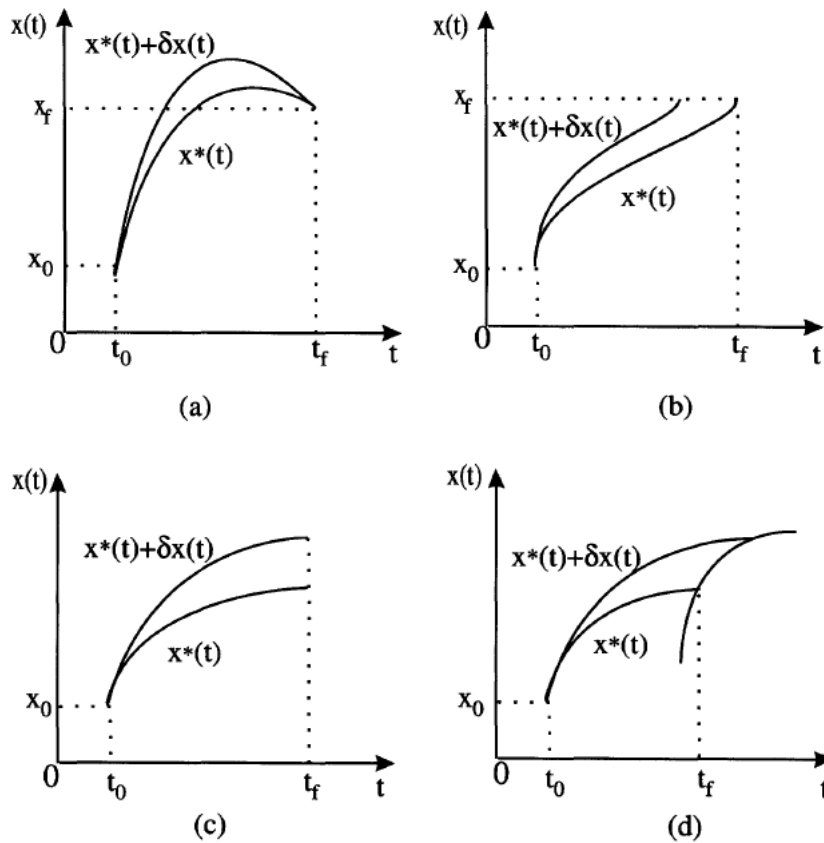 x(t)
x*(t)+δx(t)
x_f
x*(t)
x_0
0
t_0
t_f
t
(a)
x(t)
x_f
x*(t)+δx(t)
x*(t)
x_0
0
t_0
t_f
t
(b)
x(t)
x*(t)+δx(t)
x*(t)
x_0
0
t_0
t_f
t
(c)
x(t)
x*(t)+δx(t)
x*(t)
x_0
0
t_0
t_f
t
(d)